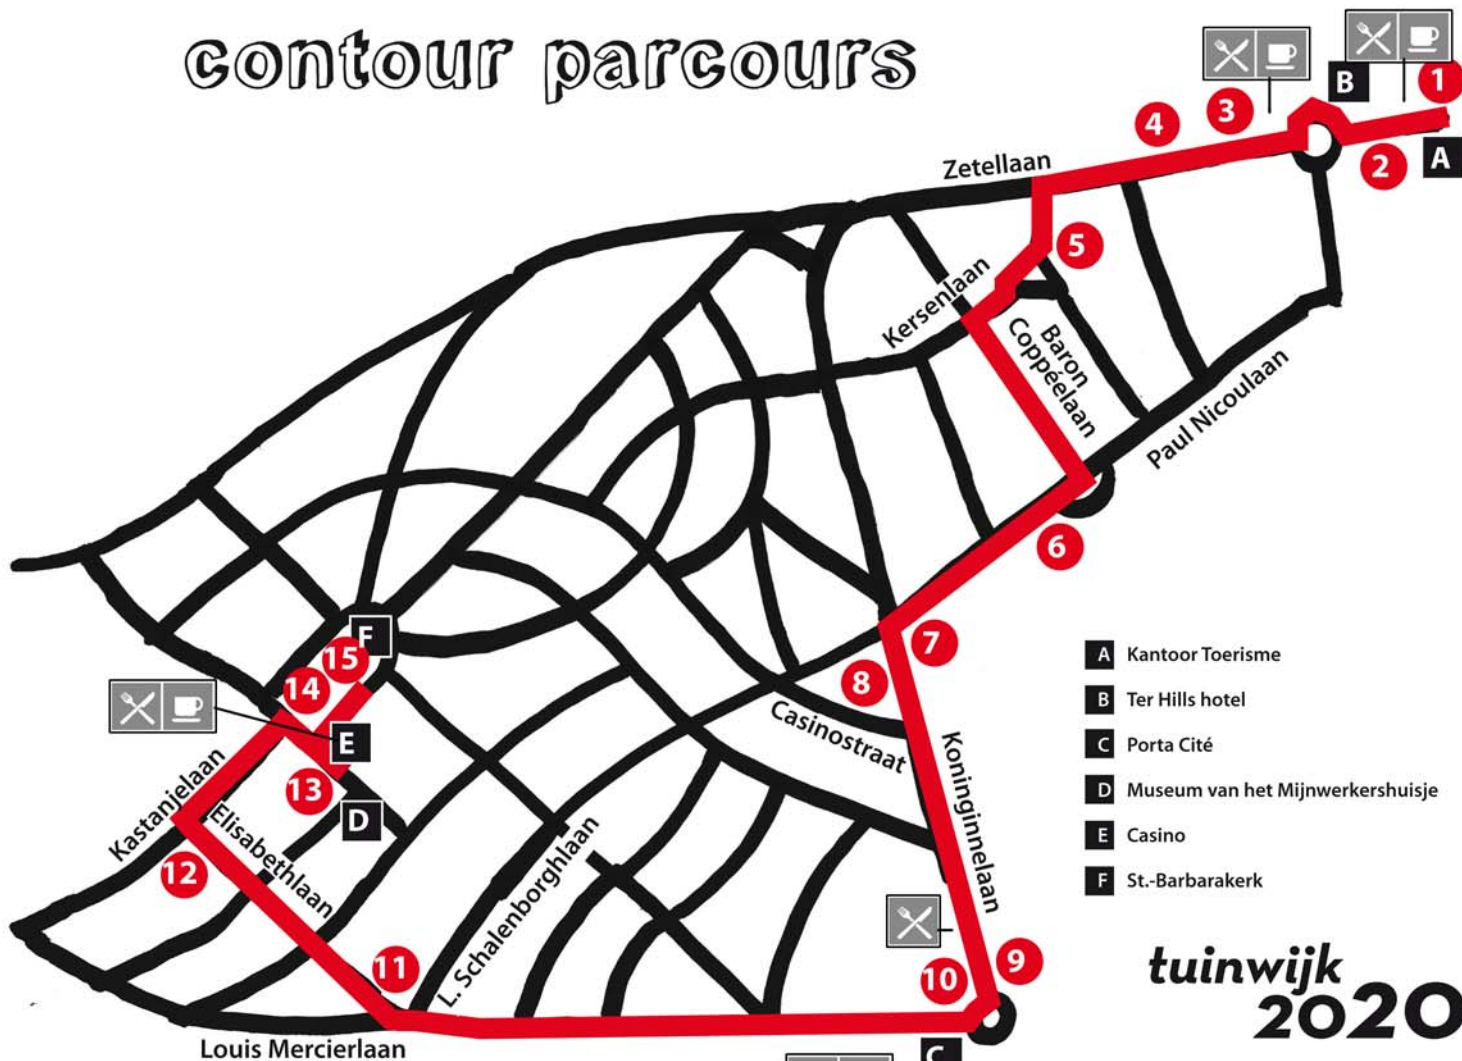 contour parcours
B
1
3
4
2
A
Zetellaan
5
Kersenlaan
Baron
Coppéelaan
Paul Nicoulaan
6
F
15
7
14
8
E
Casinostraat
Koninginnelaan
13
Kastanjelaan
D
Elisabethlaan
12
L. Schalenborghlaan
11
10
9
Louis Mercierlaan
C
A Kantoor Toerisme
B Ter Hills hotel
C Porta Cité
D Museum van het Mijnwerkershuisje
E Casino
F St.-Barbarakerk
tuinwijk
2020